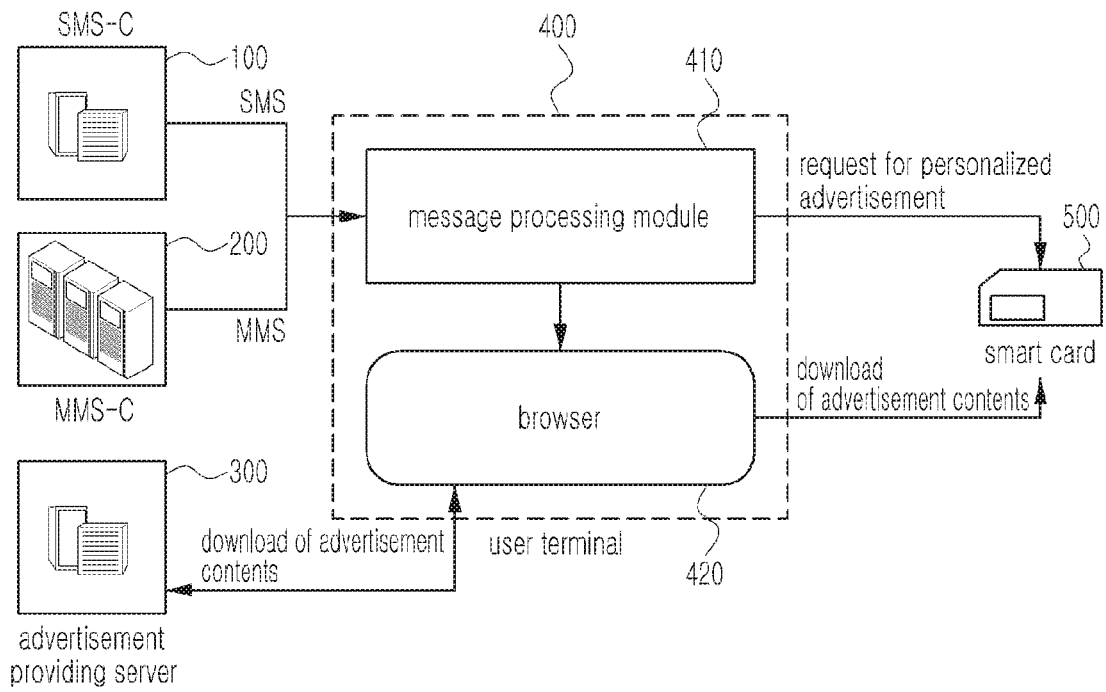 SMS-C
100
SMS
200
MMS
MMS-C
300
advertisement
providing server
download of advertisement
contents
400
410
message processing module
browser
user terminal
420
request for personalized
advertisement
500
smart card
download
of advertisement contents